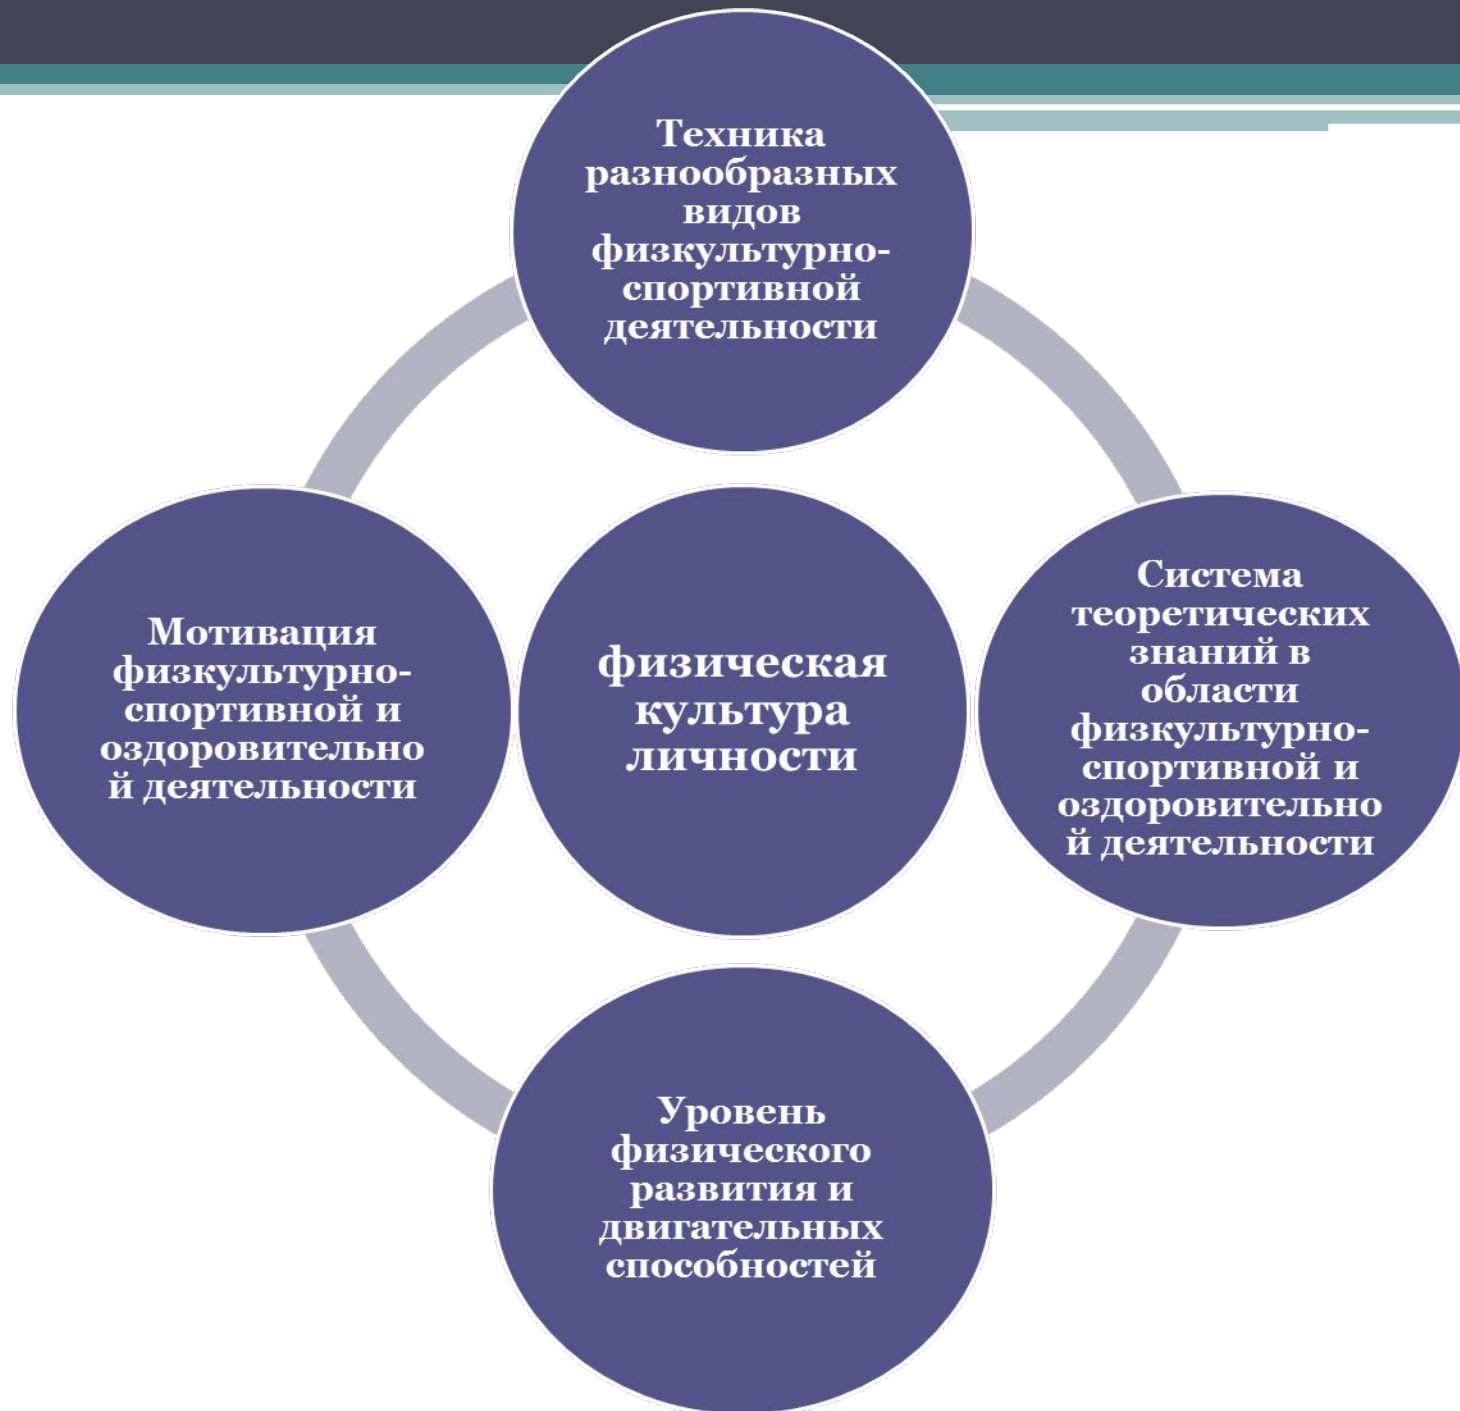 Техника
разнообразных
видов
физкультурно-
спортивной
деятельности
Мотивация
физкультурно-
спортивной и
оздоровительно
й деятельности
физическая
культура
личности
Система
теоретических
знаний в
области
физкультурно-
спортивной и
оздоровительно
й деятельности
Уровень
физического
развития и
двигательных
способностей